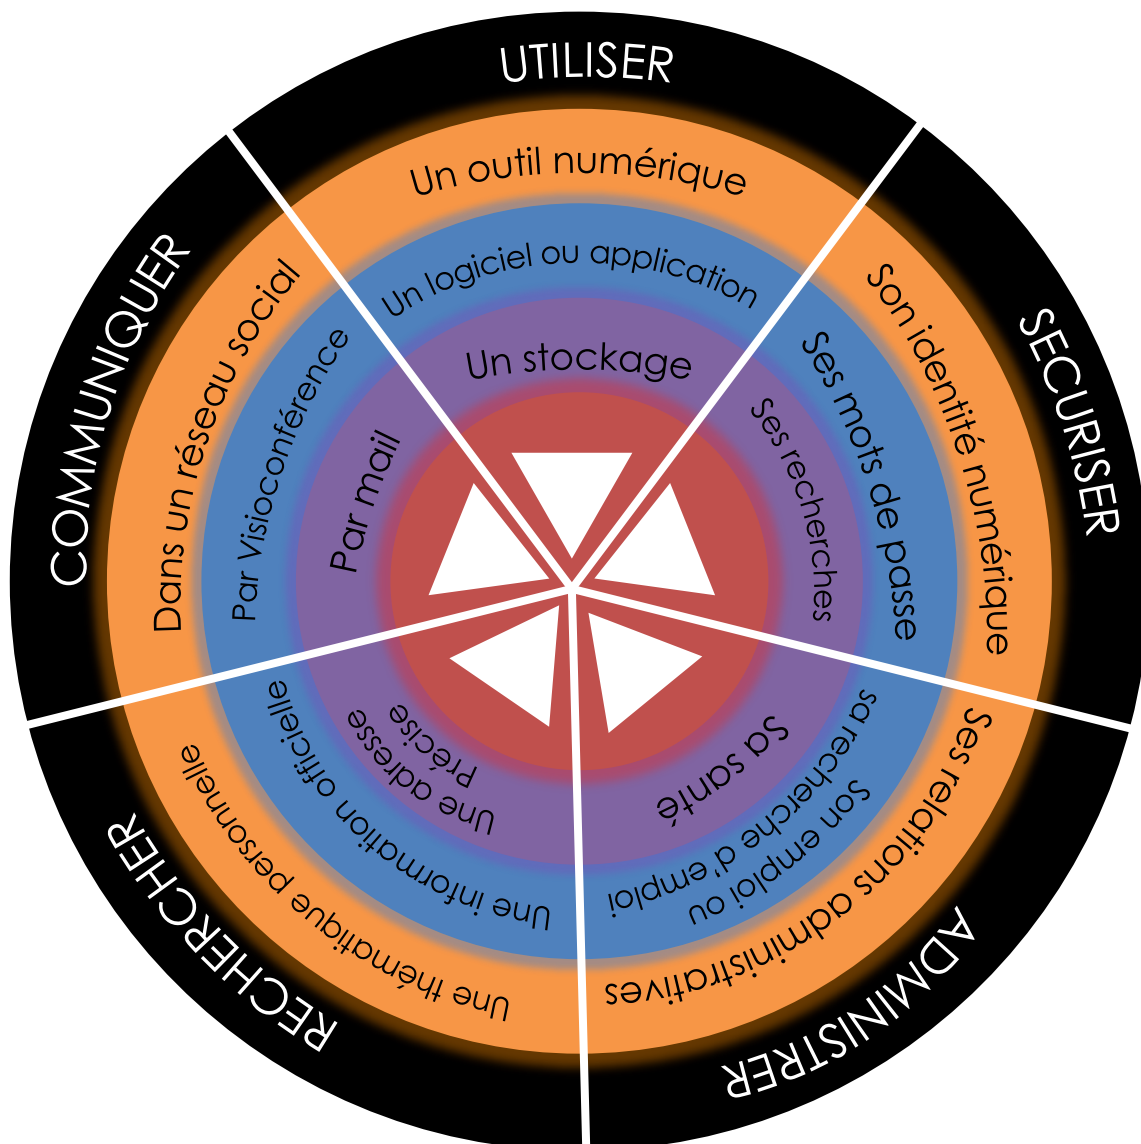 UTILISER
Un outil numérique
Un logiciel ou application
Un stockage
SECURISER
Son identité numérique
Ses mots de passe
Ses recherches
ADMINISTRER
Ses relations administratives
Son emploi ou
sa recherche d'emploi
Sa santé
RECHERCHER
Une thématique personnelle
Une information officielle
Une adresse
Précise
COMMUNIQUER
Dans un réseau social
Par Visioconférence
Par mail